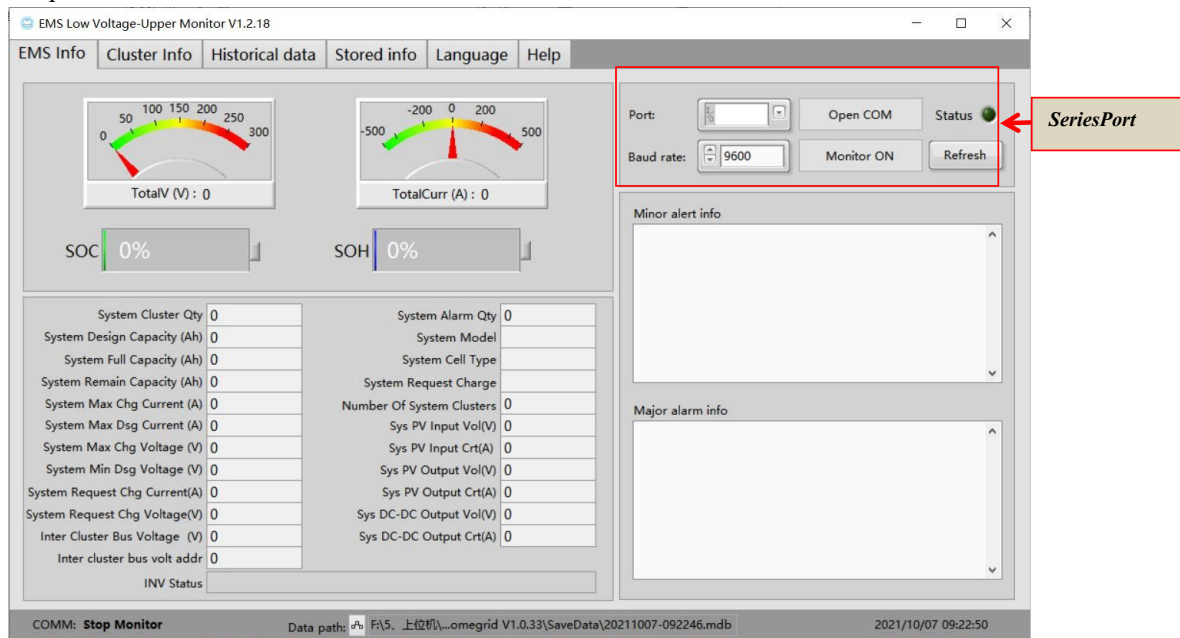 EMS Low Voltage-Upper Monitor V1.2.18
EMS Info Cluster Info Historical data Stored info Language Help
0 50 100 150 200 250 300
TotalV (V) : 0
-500 -200 0 200 500
TotalCurr (A) : 0
SOC 0%
SOH 0%
Port: Open COM Status
Baud rate: 9600 Monitor ON Refresh
SeriesPort
Minor alert info
Major alarm info
System Cluster Qty 0
System Design Capacity (Ah) 0
System Full Capacity (Ah) 0
System Remain Capacity (Ah) 0
System Max Chg Current (A) 0
System Max Dsg Current (A) 0
System Max Chg Voltage (V) 0
System Min Dsg Voltage (V) 0
System Request Chg Current(A) 0
System Request Chg Voltage(V) 0
Inter Cluster Bus Voltage (V) 0
Inter cluster bus volt addr 0
INV Status
System Alarm Qty 0
System Model
System Cell Type
System Request Charge
Number Of System Clusters 0
Sys PV Input Vol(V) 0
Sys PV Input Crt(A) 0
Sys PV Output Vol(V) 0
Sys PV Output Crt(A) 0
Sys DC-DC Output Vol(V) 0
Sys DC-DC Output Crt(A) 0
COMM: Stop Monitor
Data path: F:\5、上位机\...omegrid V1.0.33\SaveData\20211007-092246.mdb
2021/10/07 09:22:50